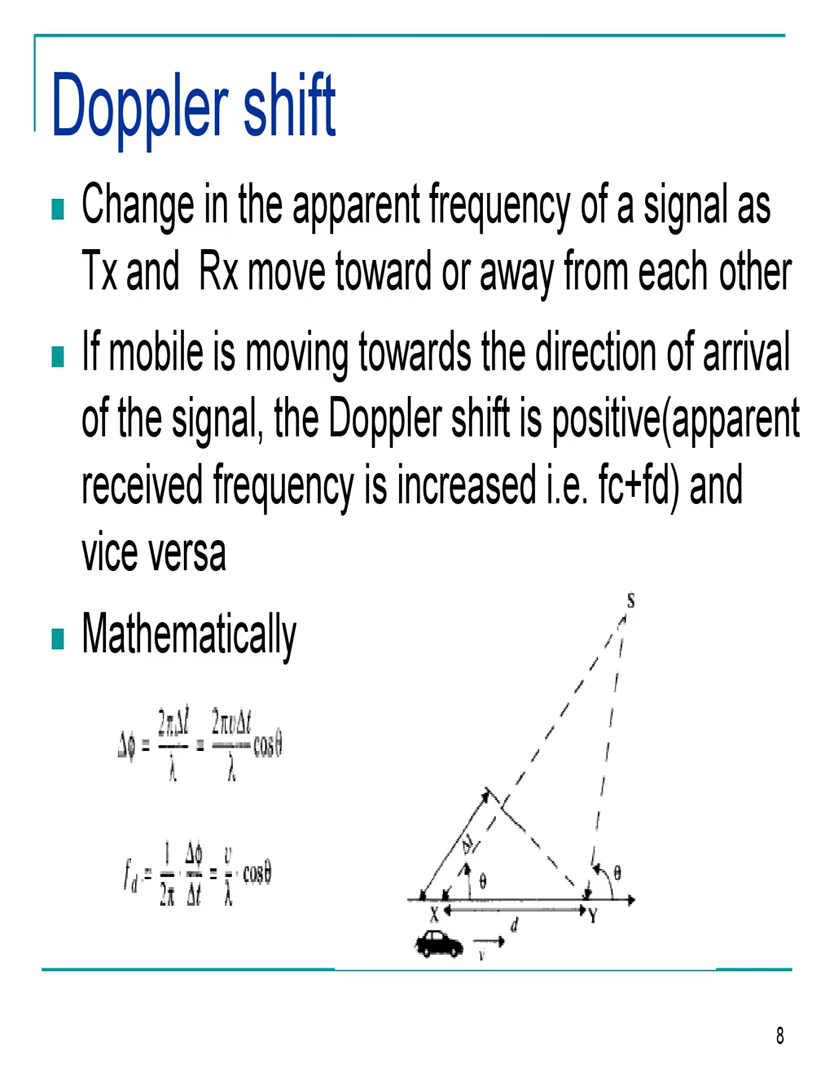 Doppler shift
Change in the apparent frequency of a signal as
Tx and Rx move toward or away from each other
If mobile is moving towards the direction of arrival
of the signal, the Doppler shift is positive(apparent
received frequency is increased i.e. fc+fd) and
vice versa
Mathematically
Δϕ = 2πΔl/λ = 2πvΔt/λ cosθ
f_d = 1/2π · Δϕ/Δt = v/λ · cosθ
S
Δl
θ
θ
X
d
Y
v
8